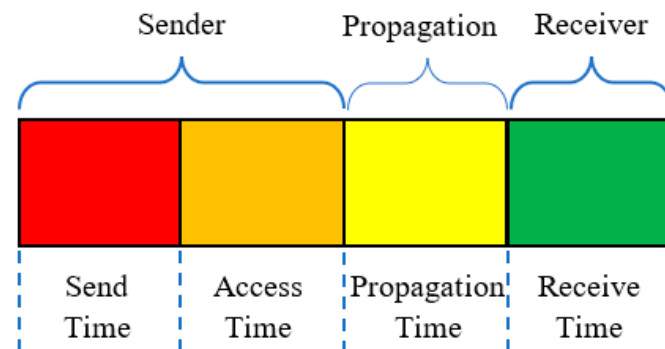 Sender Propagation Receiver
Send Access Propagation Receive
Time Time Time Time